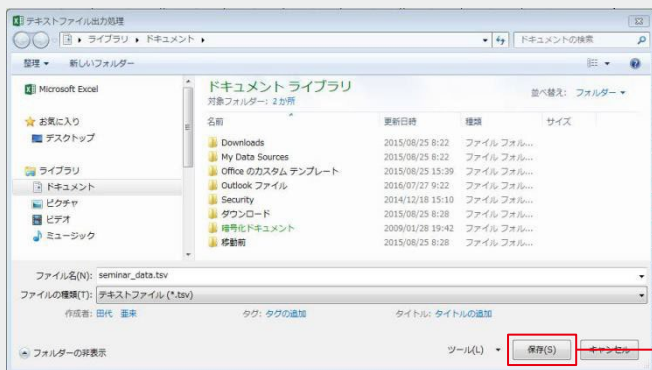 テキストファイル出力処理
ライブラリ ▸ ドキュメント ▸
ドキュメントの検索
整理 ▼ 新しいフォルダー
Microsoft Excel
お気に入り
デスクトップ
ライブラリ
ドキュメント
ピクチャ
ビデオ
ミュージック
ドキュメント ライブラリ
対象フォルダー: 2 か所
並べ替え: フォルダー ▼
名前 更新日時 種類 サイズ
Downloads 2015/08/25 8:22 ファイル フォル...
My Data Sources 2015/08/25 8:22 ファイル フォル...
Office のカスタム テンプレート 2015/08/25 15:39 ファイル フォル...
Outlook ファイル 2016/07/27 9:22 ファイル フォル...
Security 2014/12/18 15:10 ファイル フォル...
ダウンロード 2015/08/25 8:28 ファイル フォル...
暗号化ドキュメント 2009/01/28 19:42 ファイル フォル...
移動前 2015/08/25 8:28 ファイル フォル...
ファイル名(N): seminar_data.tsv
ファイルの種類(T): テキストファイル (*.tsv)
作成者: 田代 亜来 タグ: タグの追加 タイトル: タイトルの追加
フォルダーの非表示
ツール(L) ▼ 保存(S) キャンセル